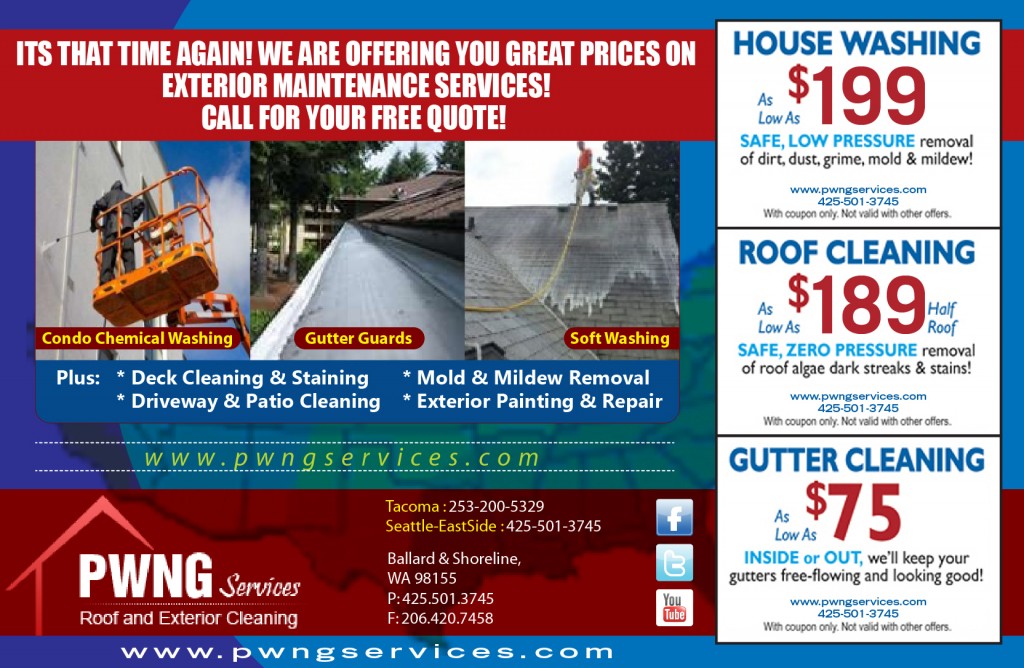 ITS THAT TIME AGAIN! WE ARE OFFERING YOU GREAT PRICES ON
EXTERIOR MAINTENANCE SERVICES!
CALL FOR YOUR FREE QUOTE!
Condo Chemical Washing
Gutter Guards
Soft Washing
Plus: * Deck Cleaning & Staining * Mold & Mildew Removal
* Driveway & Patio Cleaning * Exterior Painting & Repair
www.pwngservices.com
PWNG Services
Roof and Exterior Cleaning
Tacoma : 253-200-5329
Seattle-EastSide : 425-501-3745
Ballard & Shoreline,
WA 98155
P: 425.501.3745
F: 206.420.7458
f
t
You
Tube
www.pwngservices.com
HOUSE WASHING
As
Low As $199
SAFE, LOW PRESSURE removal
of dirt, dust, grime, mold & mildew!
www.pwngservices.com
425-501-3745
With coupon only. Not valid with other offers.
ROOF CLEANING
As
Low As $189 Half
Roof
SAFE, ZERO PRESSURE removal
of roof algae dark streaks & stains!
www.pwngservices.com
425-501-3745
With coupon only. Not valid with other offers.
GUTTER CLEANING
As
Low As $75
INSIDE or OUT, we'll keep your
gutters free-flowing and looking good!
www.pwngservices.com
425-501-3745
With coupon only. Not valid with other offers.